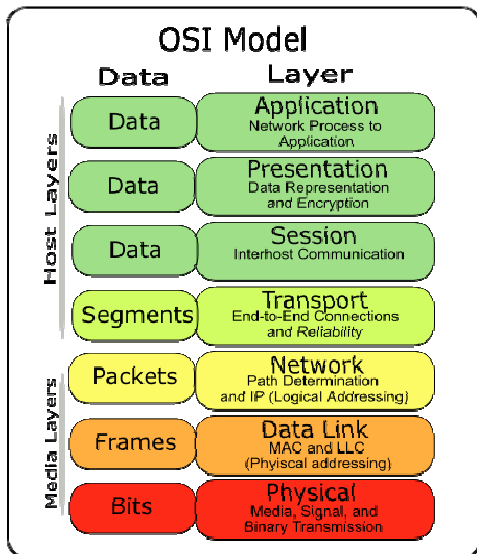 OSI Model
Data Layer
Host Layers
Data
Application
Network Process to
Application
Data
Presentation
Data Representation
and Encryption
Data
Session
Interhost Communication
Segments
Transport
End-to-End Connections
and Reliability
Media Layers
Packets
Network
Path Determination
and IP (Logical Addressing)
Frames
Data Link
MAC and LLC
(Phyiscal addressing)
Bits
Physical
Media, Signal, and
Binary Transmission